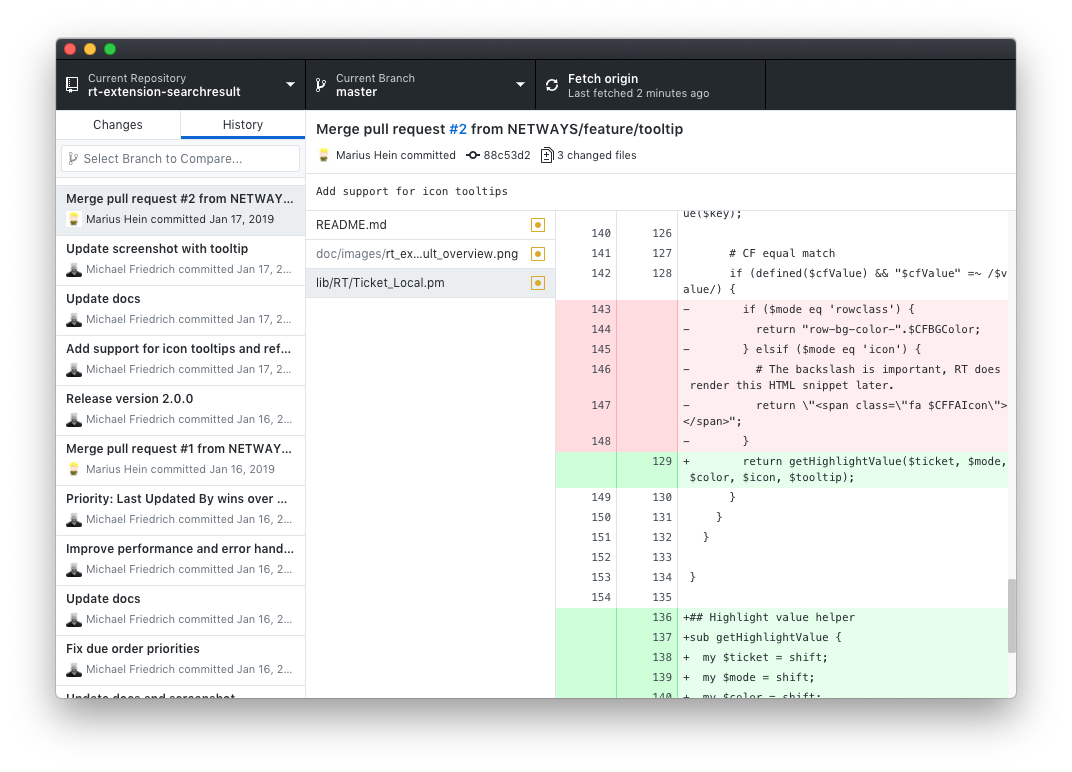 Current Repository
rt-extension-searchresult
Current Branch
master
Fetch origin
Last fetched 2 minutes ago
Changes
History
Select Branch to Compare...
Merge pull request #2 from NETWAY...
Marius Hein committed Jan 17, 2019
Update screenshot with tooltip
Michael Friedrich committed Jan 17, 2...
Update docs
Michael Friedrich committed Jan 17, 2...
Add support for icon tooltips and ref...
Michael Friedrich committed Jan 17, 2...
Release version 2.0.0
Michael Friedrich committed Jan 16, 2...
Merge pull request #1 from NETWAY...
Marius Hein committed Jan 16, 2019
Priority: Last Updated By wins over ...
Michael Friedrich committed Jan 16, 2...
Improve performance and error hand...
Michael Friedrich committed Jan 16, 2...
Update docs
Michael Friedrich committed Jan 16, 2...
Fix due order priorities
Michael Friedrich committed Jan 16, 2...
Update docs and screenshot
Merge pull request #2 from NETWAYS/feature/tooltip
Marius Hein committed 88c53d2 3 changed files
Add support for icon tooltips
README.md
doc/images/rt_ex...ult_overview.png
lib/RT/Ticket_Local.pm
ue($key);
140 126
141 127 # CF equal match
142 128 if (defined($cfValue) && "$cfValue" =~ /$v
alue/) {
143 - if ($mode eq 'rowclass') {
144 - return "row-bg-color-".$CFBGColor;
145 - } elsif ($mode eq 'icon') {
146 - # The backslash is important, RT does
render this HTML snippet later.
147 - return \"<span class=\"fa $CFFAIcon\">
</span>";
148 - }
129 + return getHighlightValue($ticket, $mode,
$color, $icon, $tooltip);
149 130 }
150 131 }
151 132 }
152 133
153 134 }
154 135
136 +## Highlight value helper
137 +sub getHighlightValue {
138 + my $ticket = shift;
139 + my $mode = shift;
140 + my $color = shift;